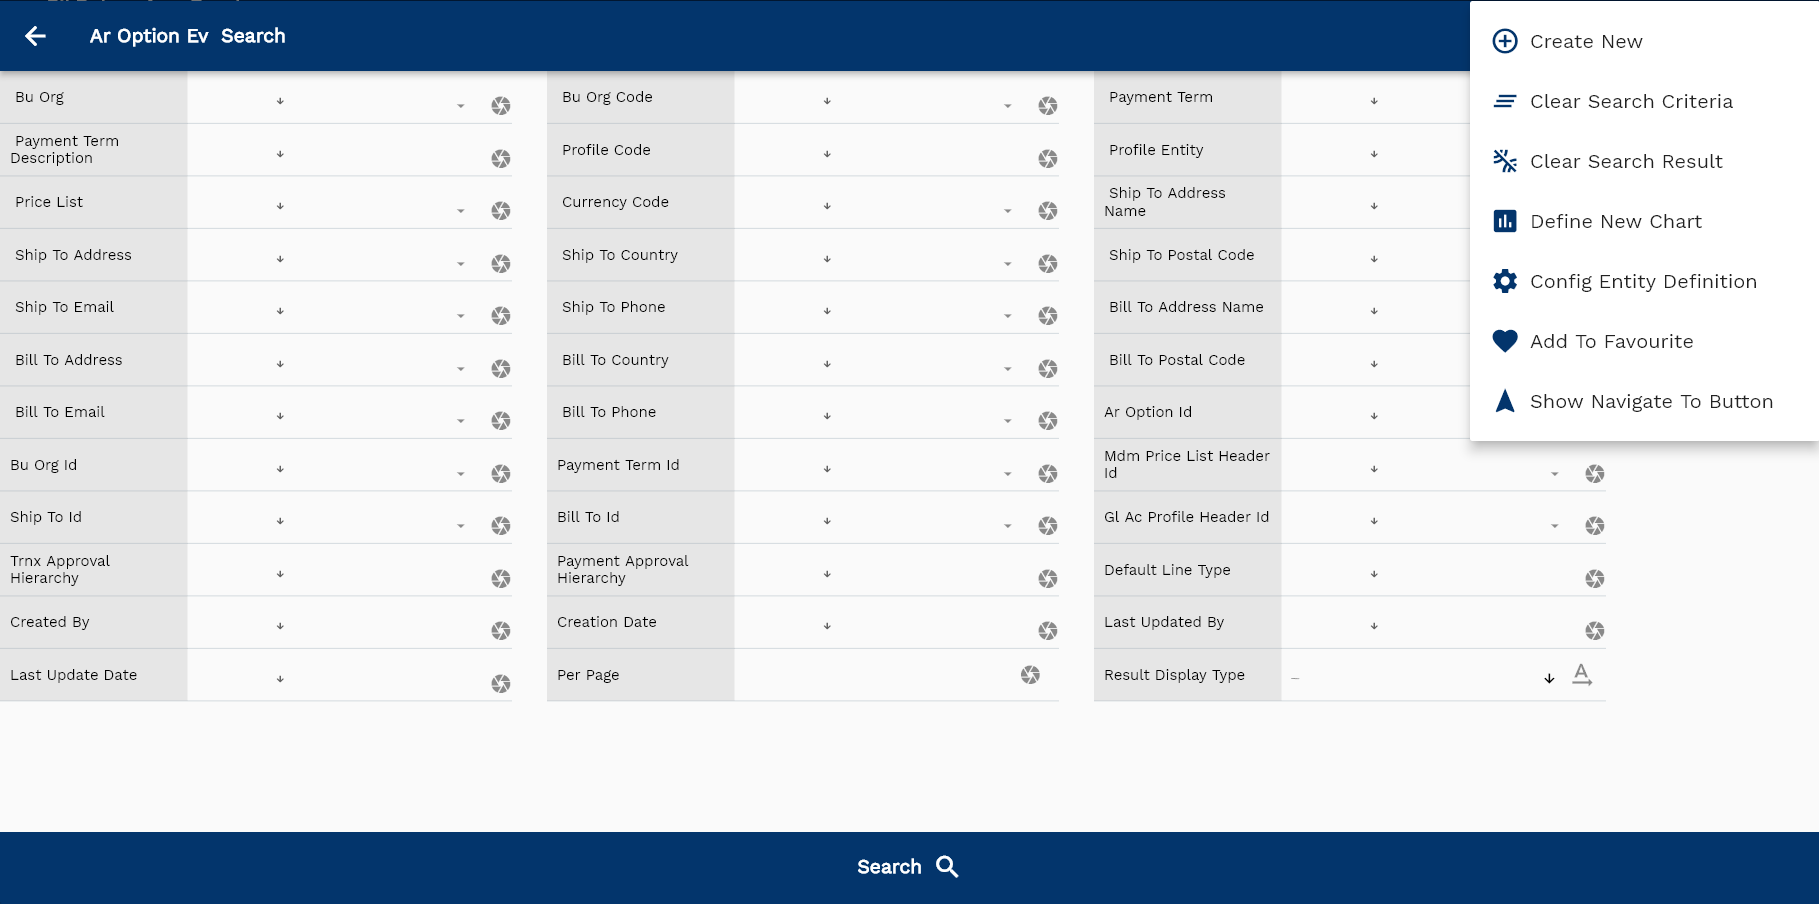 Ar Option Ev Search
Create New
Clear Search Criteria
Clear Search Result
Define New Chart
Config Entity Definition
Add To Favourite
Show Navigate To Button
Bu Org
Bu Org Code
Payment Term
Payment Term
Description
Profile Code
Profile Entity
Price List
Currency Code
Ship To Address
Name
Ship To Address
Ship To Country
Ship To Postal Code
Ship To Email
Ship To Phone
Bill To Address Name
Bill To Address
Bill To Country
Bill To Postal Code
Bill To Email
Bill To Phone
Ar Option Id
Bu Org Id
Payment Term Id
Mdm Price List Header
Id
Ship To Id
Bill To Id
Gl Ac Profile Header Id
Trnx Approval
Hierarchy
Payment Approval
Hierarchy
Default Line Type
Created By
Creation Date
Last Updated By
Last Update Date
Per Page
Result Display Type
Search